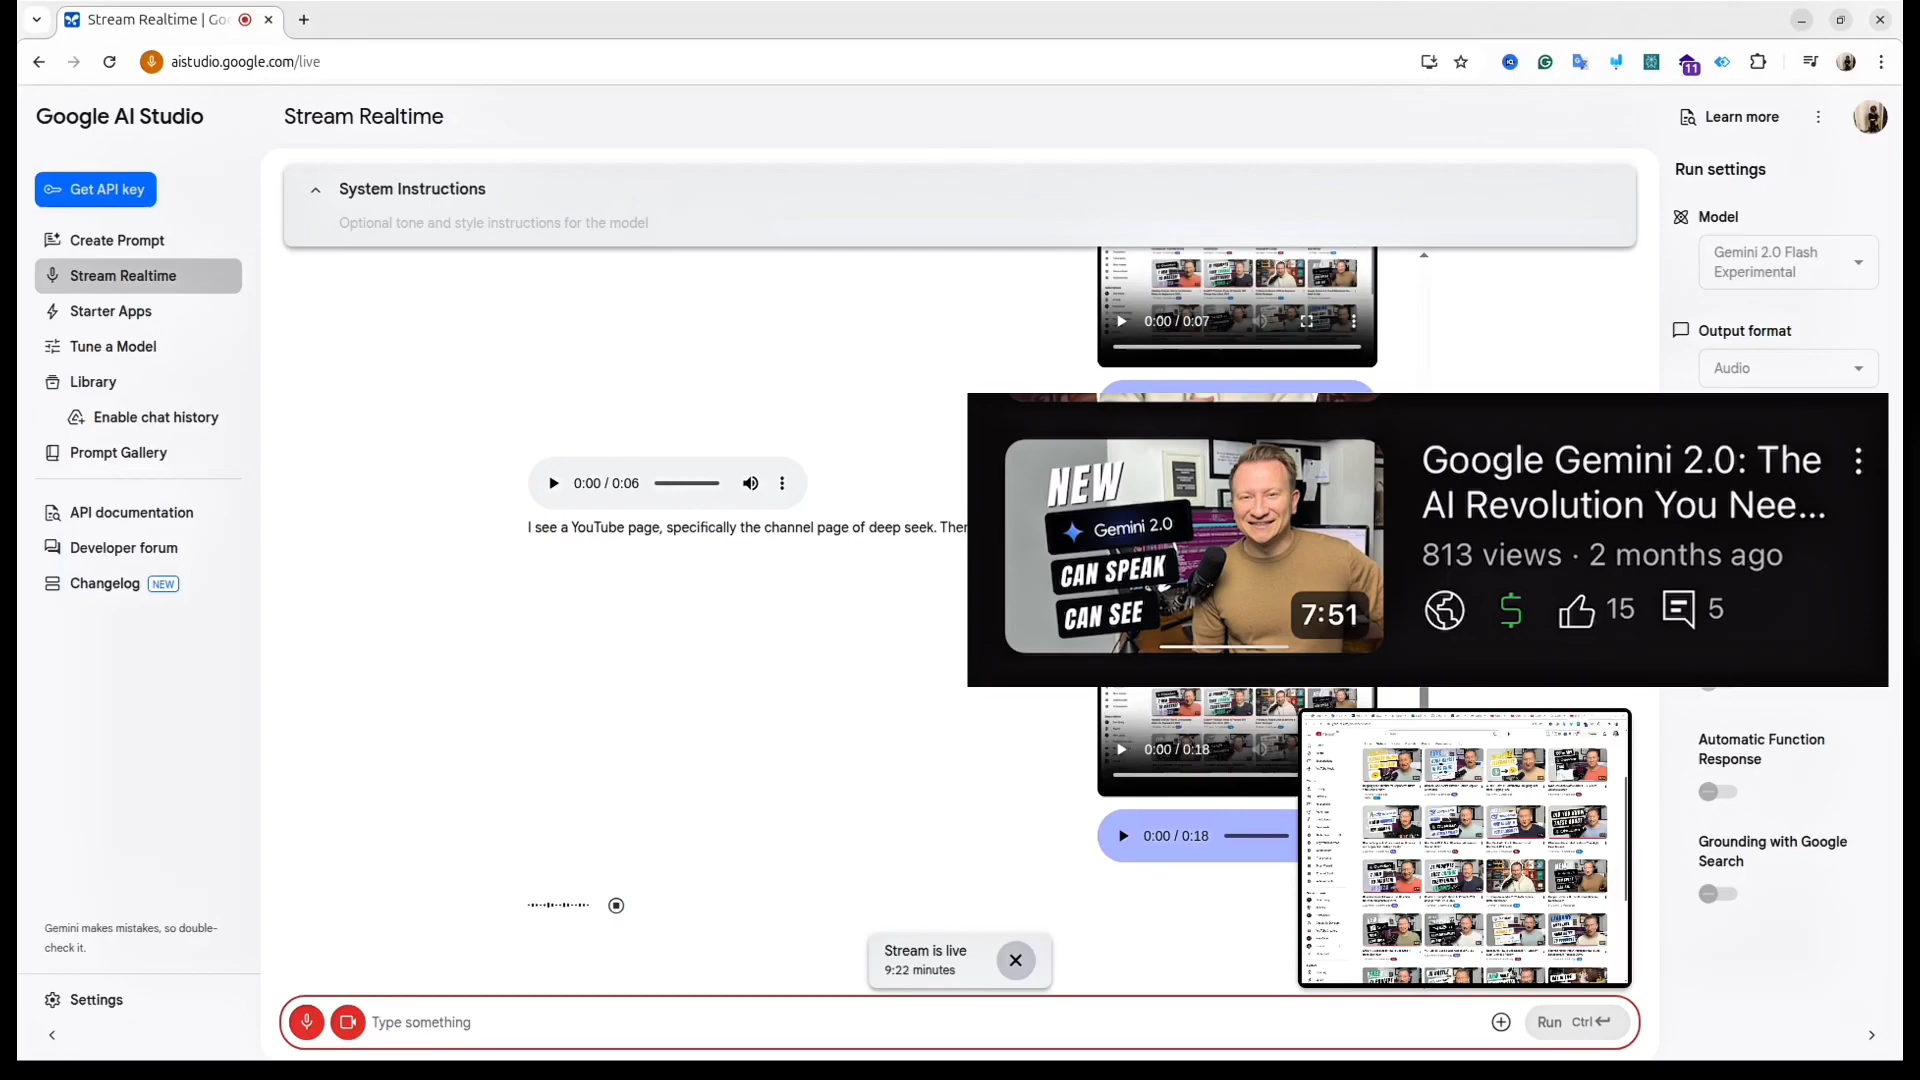 Stream Realtime | Goo
aistudio.google.com/live
11
Google AI Studio
Stream Realtime
Learn more
Get API key
Create Prompt
Stream Realtime
Starter Apps
Tune a Model
Library
Enable chat history
Prompt Gallery
API documentation
Developer forum
Changelog NEW
Gemini makes mistakes, so double-
check it.
Settings
System Instructions
Optional tone and style instructions for the model
0:00 / 0:07
0:00 / 0:06
I see a YouTube page, specifically the channel page of deep seek. Ther
NEW
Gemini 2.0
CAN SPEAK
CAN SEE
7:51
Google Gemini 2.0: The
AI Revolution You Nee...
813 views · 2 months ago
15
5
0:00 / 0:18
0:00 / 0:18
Stream is live
9:22 minutes
Type something
Run Ctrl
Run settings
Model
Gemini 2.0 Flash
Experimental
Output format
Audio
Automatic Function
Response
Grounding with Google
Search